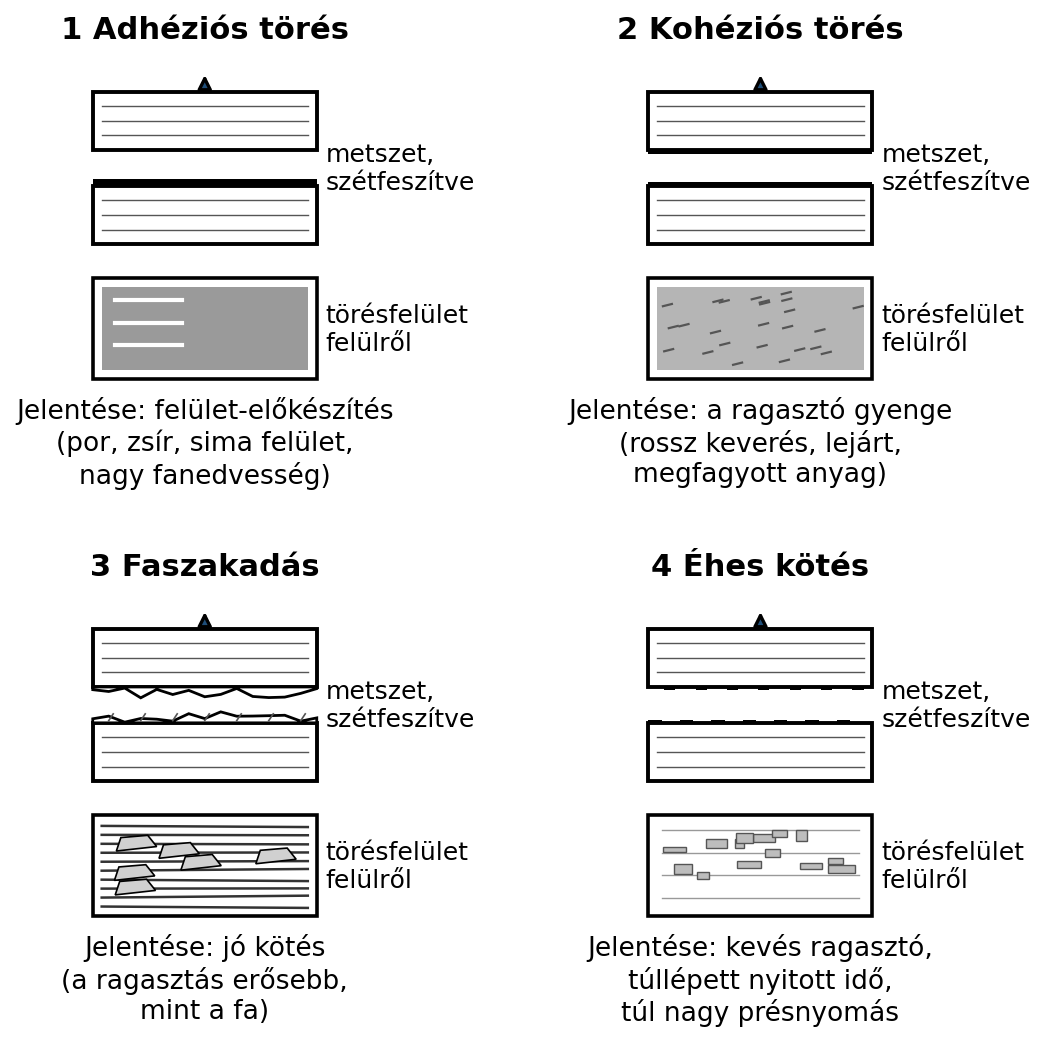 1 Adhéziós törés
metszet,
szétfeszítve
törésfelület
felülről
Jelentése: felület-előkészítés
(por, zsír, sima felület,
nagy fanedvesség)
2 Kohéziós törés
metszet,
szétfeszítve
törésfelület
felülről
Jelentése: a ragasztó gyenge
(rossz keverés, lejárt,
megfagyott anyag)
3 Faszakadás
metszet,
szétfeszítve
törésfelület
felülről
Jelentése: jó kötés
(a ragasztás erősebb,
mint a fa)
4 Éhes kötés
metszet,
szétfeszítve
törésfelület
felülről
Jelentése: kevés ragasztó,
túllépett nyitott idő,
túl nagy présnyomás